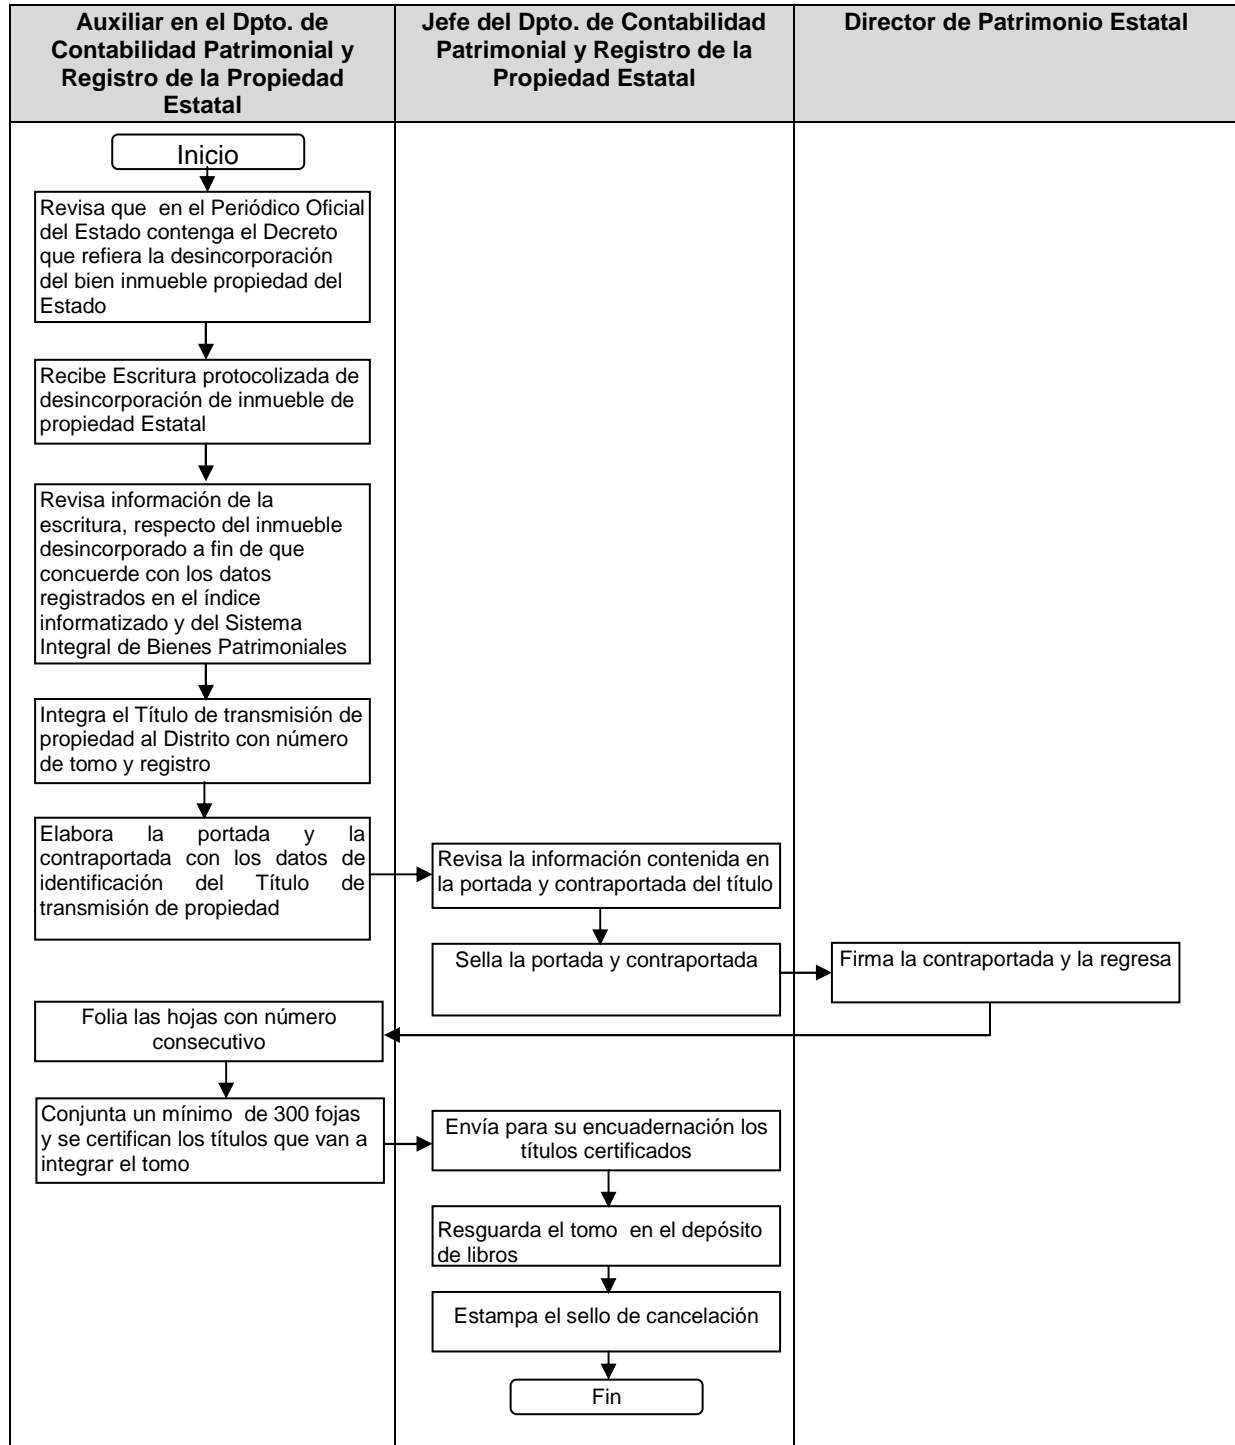 Auxiliar en el Dpto. de
Contabilidad Patrimonial y
Registro de la Propiedad
Estatal
Jefe del Dpto. de Contabilidad
Patrimonial y Registro de la
Propiedad Estatal
Director de Patrimonio Estatal
Inicio
Revisa que en el Periódico Oficial
del Estado contenga el Decreto
que refiera la desincorporación
del bien inmueble propiedad del
Estado
Recibe Escritura protocolizada de
desincorporación de inmueble de
propiedad Estatal
Revisa información de la
escritura, respecto del inmueble
desincorporado a fin de que
concuerde con los datos
registrados en el índice
informatizado y del Sistema
Integral de Bienes Patrimoniales
Integra el Título de transmisión de
propiedad al Distrito con número
de tomo y registro
Elabora la portada y la
contraportada con los datos de
identificación del Título de
transmisión de propiedad
Revisa la información contenida en
la portada y contraportada del título
Sella la portada y contraportada
Firma la contraportada y la regresa
Folia las hojas con número
consecutivo
Conjunta un mínimo de 300 fojas
y se certifican los títulos que van a
integrar el tomo
Envía para su encuadernación los
títulos certificados
Resguarda el tomo en el depósito
de libros
Estampa el sello de cancelación
Fin